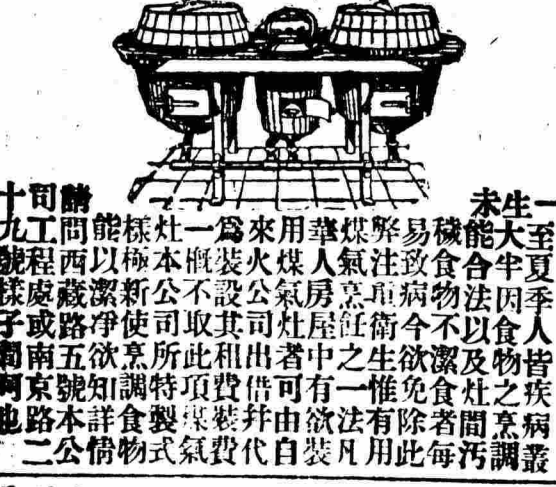 一至夏季人皆疾病叢
生大半因食物之烹調
未能合法以及灶間汚
穢食物不潔食者每
易致病今欲免除此
弊注重衛生惟有用
煤氣烹飪之一法凡
華人房屋中有欲裝
用煤氣灶者可由自
來火公司出借幷代
爲裝設其租費裝費
一概不取此項煤氣
灶本公司所特製式
樣極新使烹調食物
能以潔凈欲知詳情
請問西藏路五號本公
司工程處或南京路二
十九號樣子間也